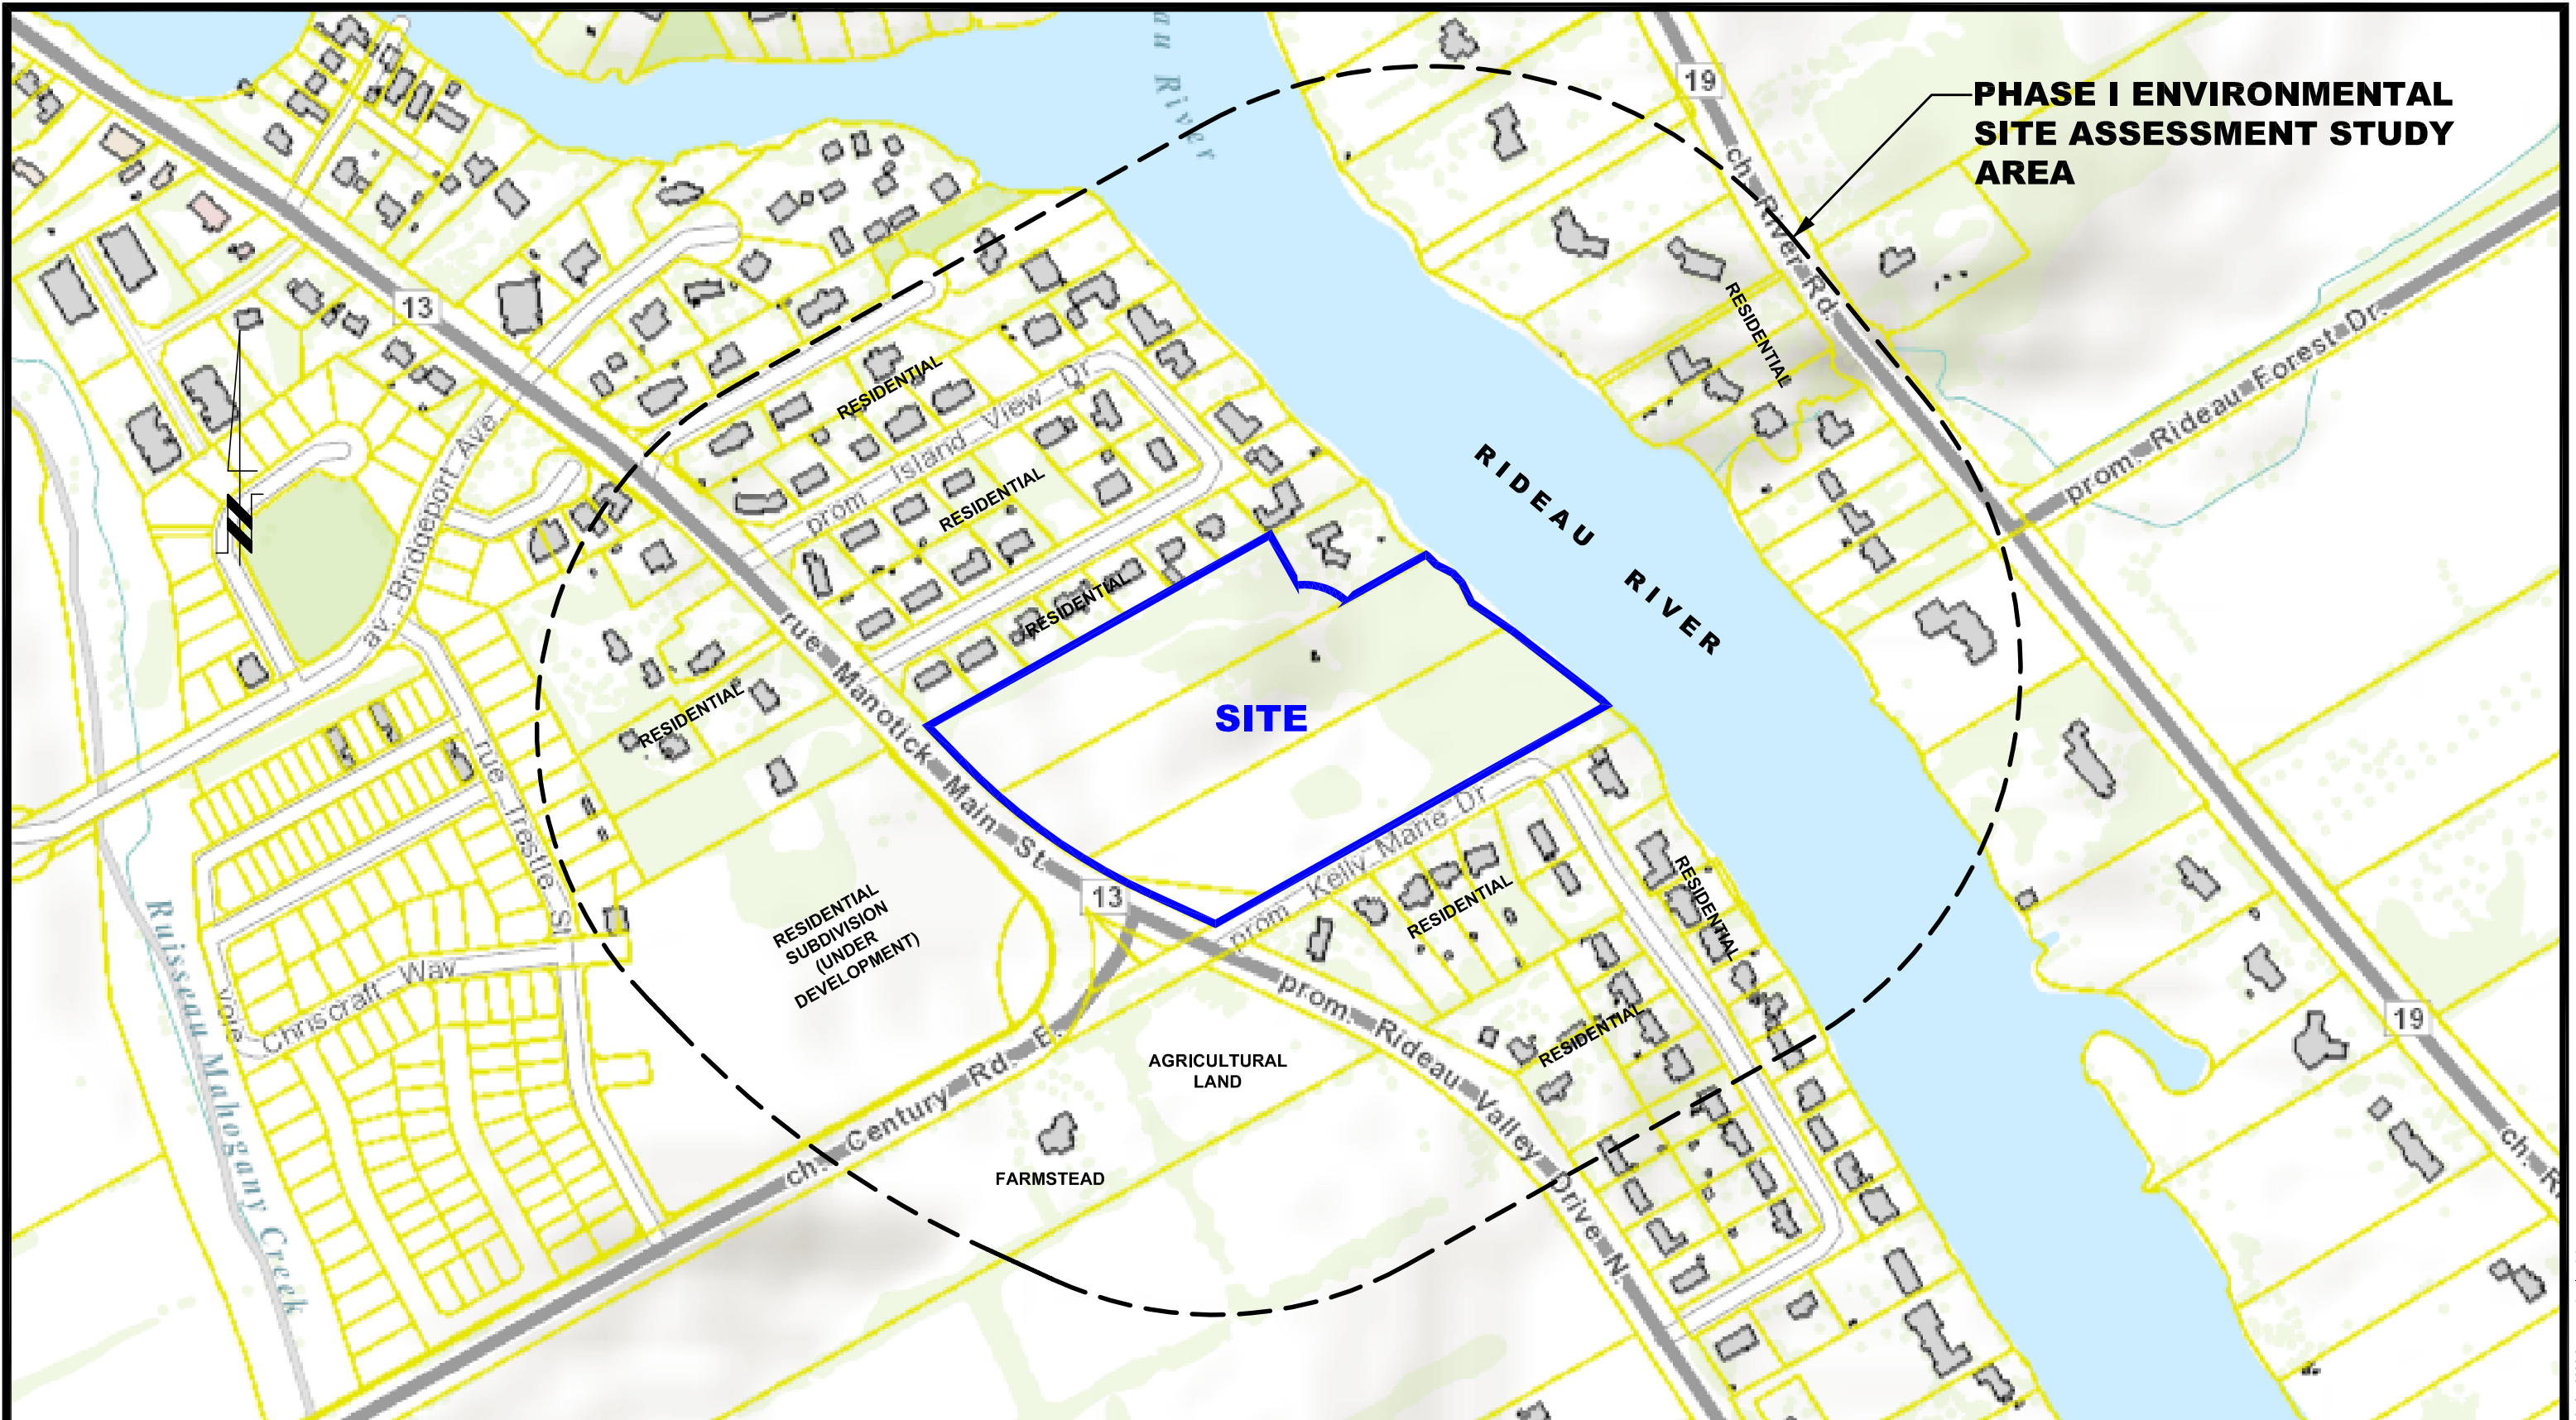 au River
19
PHASE I ENVIRONMENTAL
SITE ASSESSMENT STUDY
AREA
ch. River Rd.
13
RESIDENTIAL
prom. Rideau Forest Dr.
RESIDENTIAL
prom. Island View Dr
RESIDENTIAL
av. Bridgeport Ave.
RIDEAU RIVER
RESIDENTIAL
RESIDENTIAL
SITE
rue Manotick Main St.
rue Trestle St
prom Kelly Marie Dr
13
RESIDENTIAL
RESIDENTIAL
RESIDENTIAL
SUBDIVISION
(UNDER
DEVELOPMENT)
voie Chriscraft Way
Ruisseau Mahogany Creek
prom. Rideau Valley Drive N.
RESIDENTIAL
19
ch. Century Rd. E.
AGRICULTURAL
LAND
FARMSTEAD
ch. R